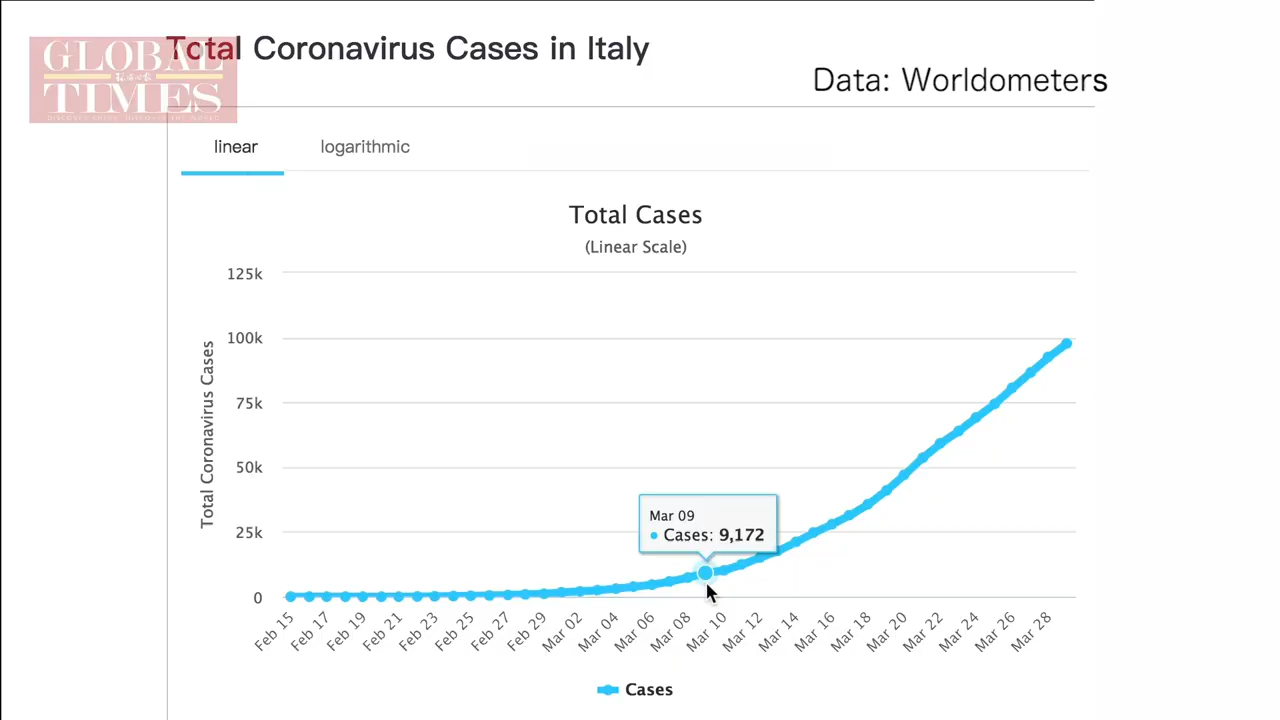 GLOBAL
TIMES
Total Coronavirus Cases in Italy
Data: Worldometers
linear
logarithmic
Total Cases
(Linear Scale)
Total Coronavirus Cases
125k
100k
75k
50k
25k
0
Mar 09
Cases: 9,172
Feb 15
Feb 17
Feb 19
Feb 21
Feb 23
Feb 25
Feb 27
Feb 29
Mar 02
Mar 04
Mar 06
Mar 08
Mar 10
Mar 12
Mar 14
Mar 16
Mar 18
Mar 20
Mar 22
Mar 24
Mar 26
Mar 28
Cases